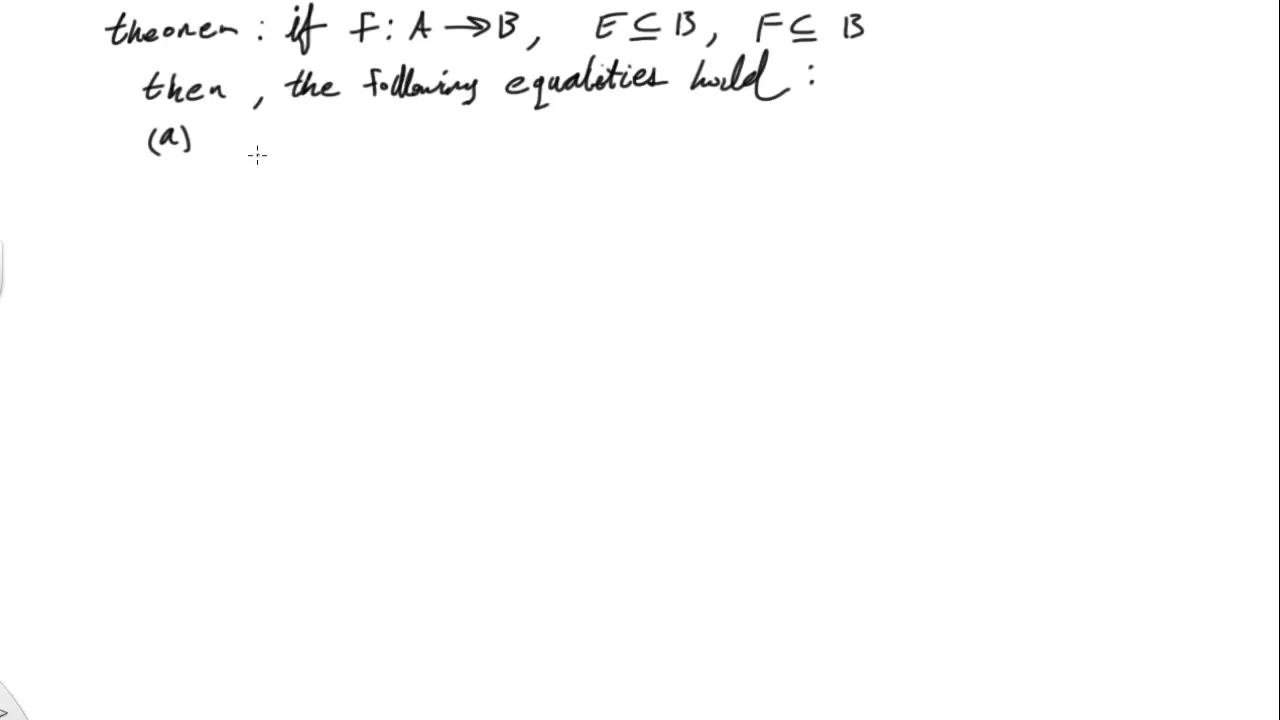 theorem : if f : A → B, E ⊆ B, F ⊆ B
then, the following equalities hold :
(a)